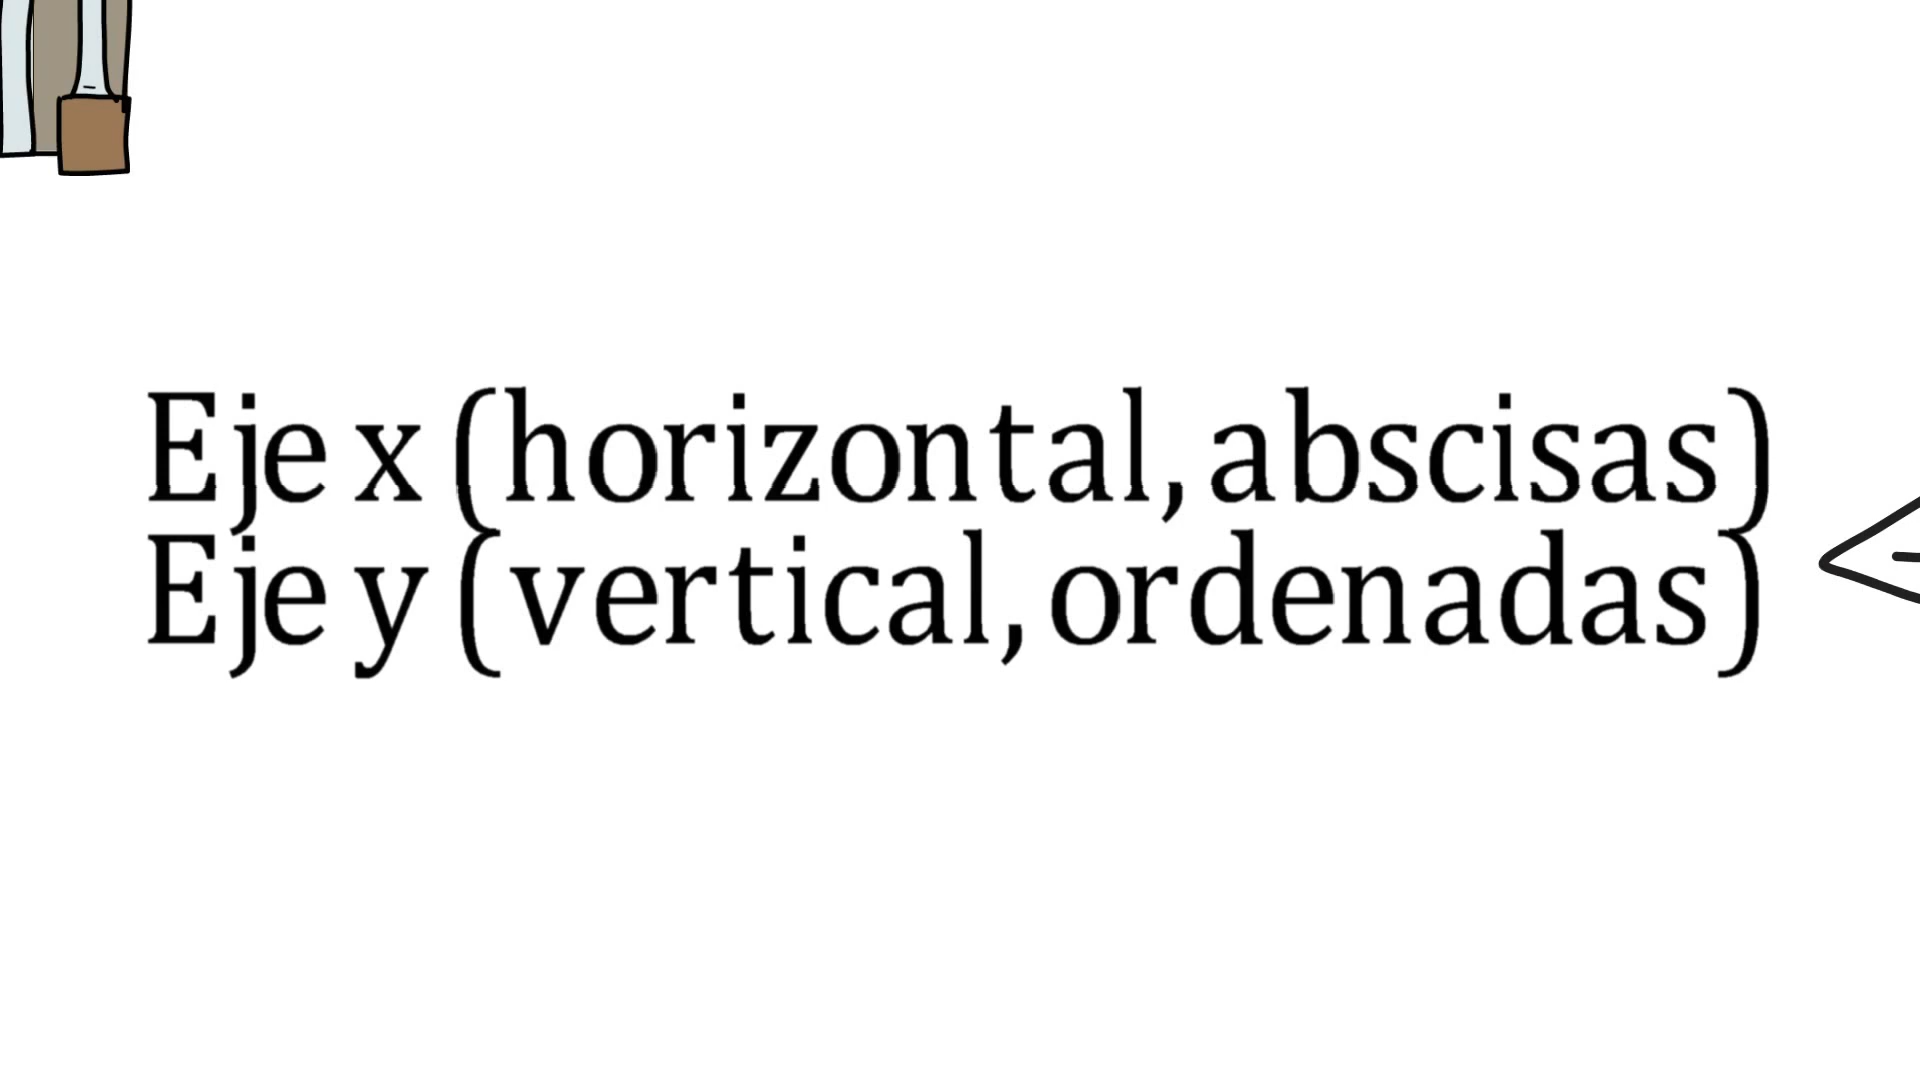 Eje x (horizontal, abscisas)
Eje y (vertical, ordenadas)